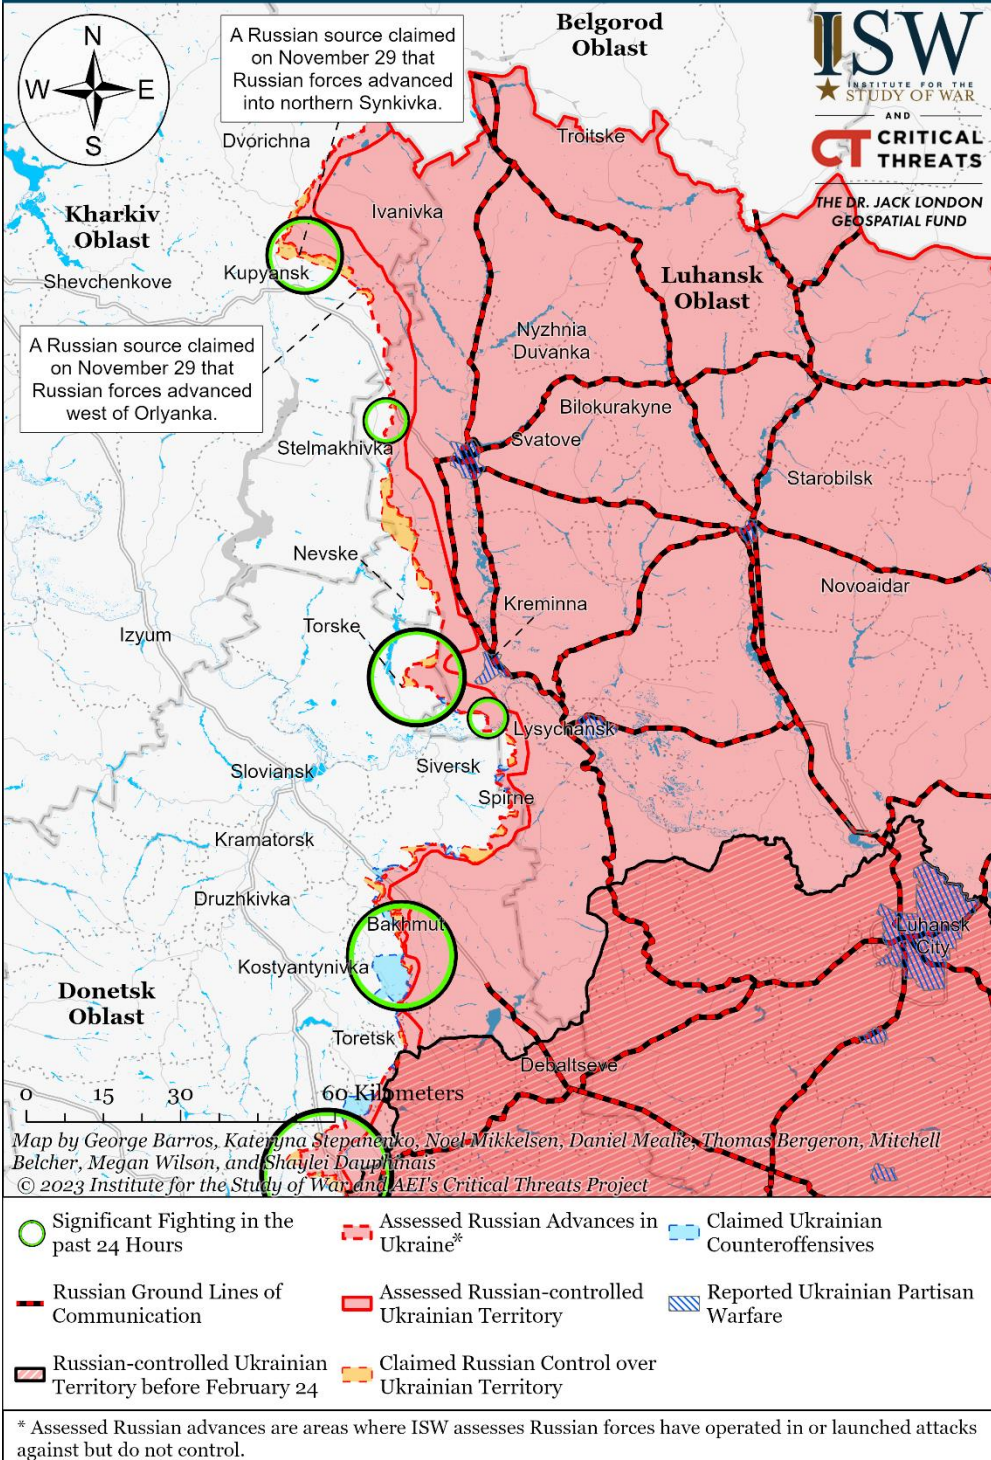 N
W
E
S
A Russian source claimed
on November 29 that
Russian forces advanced
into northern Synkivka.
Belgorod
Oblast
ISW
INSTITUTE FOR THE
STUDY OF WAR
AND
CT CRITICAL
THREATS
THE DR. JACK LONDON
GEOSPATIAL FUND
Dvorichna
Troitske
Kharkiv
Oblast
Ivanivka
Shevchenkove
Kupyansk
Luhansk
Oblast
A Russian source claimed
on November 29 that
Russian forces advanced
west of Orlyanka.
Nyzhnia
Duvanka
Bilokurakyne
Stelmakhivka
Svatove
Starobilsk
Nevske
Novoaidar
Kreminna
Torske
Izyum
Lysychansk
Siversk
Sloviansk
Spirne
Kramatorsk
Druzhkivka
Bakhmut
Luhansk
City
Kostyantynivka
Donetsk
Oblast
Toretsk
Debaltseve
0 15 30 60 Kilometers
Map by George Barros, Kateryna Stepanenko, Noel Mikkelsen, Daniel Mealie, Thomas Bergeron, Mitchell
Belcher, Megan Wilson, and Shaylei Dauphinais
© 2023 Institute for the Study of War and AEI's Critical Threats Project
Significant Fighting in the
past 24 Hours
Assessed Russian Advances in
Ukraine*
Claimed Ukrainian
Counteroffensives
Russian Ground Lines of
Communication
Assessed Russian-controlled
Ukrainian Territory
Reported Ukrainian Partisan
Warfare
Russian-controlled Ukrainian
Territory before February 24
Claimed Russian Control over
Ukrainian Territory
* Assessed Russian advances are areas where ISW assesses Russian forces have operated in or launched attacks
against but do not control.